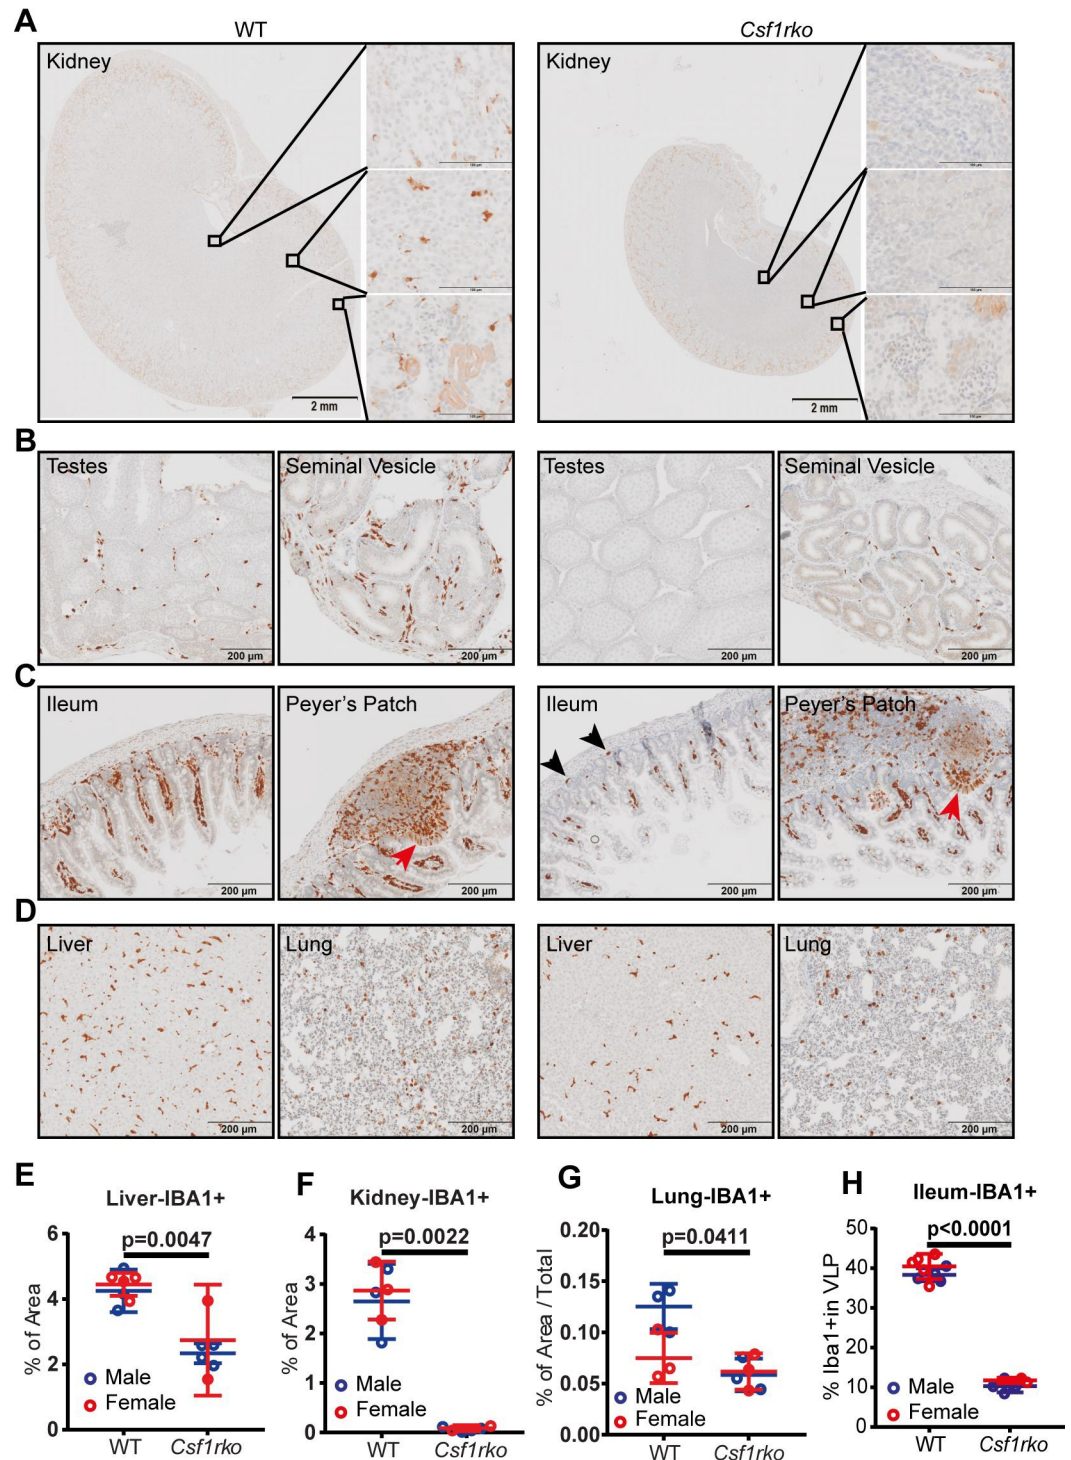 A
WT
Csf1rko
Kidney
Kidney
2 mm
2 mm
B
Testes
Seminal Vesicle
Testes
Seminal Vesicle
200 µm
200 µm
200 µm
200 µm
C
Ileum
Peyer's Patch
Ileum
Peyer's Patch
200 µm
200 µm
200 µm
200 µm
D
Liver
Lung
Liver
Lung
200 µm
200 µm
200 µm
200 µm
E
Liver-IBA1+
p=0.0047
% of Area
6
4
2
0
Male
Female
WT
Csf1rko
F
Kidney-IBA1+
p=0.0022
% of Area
4
3
2
1
0
Male
Female
WT
Csf1rko
G
Lung-IBA1+
p=0.0411
% of Area / Total
0.20
0.15
0.10
0.05
0.00
Male
Female
WT
Csf1rko
H
Ileum-IBA1+
p<0.0001
% Iba1+in VLP
50
40
30
20
10
0
Male
Female
WT
Csf1rko